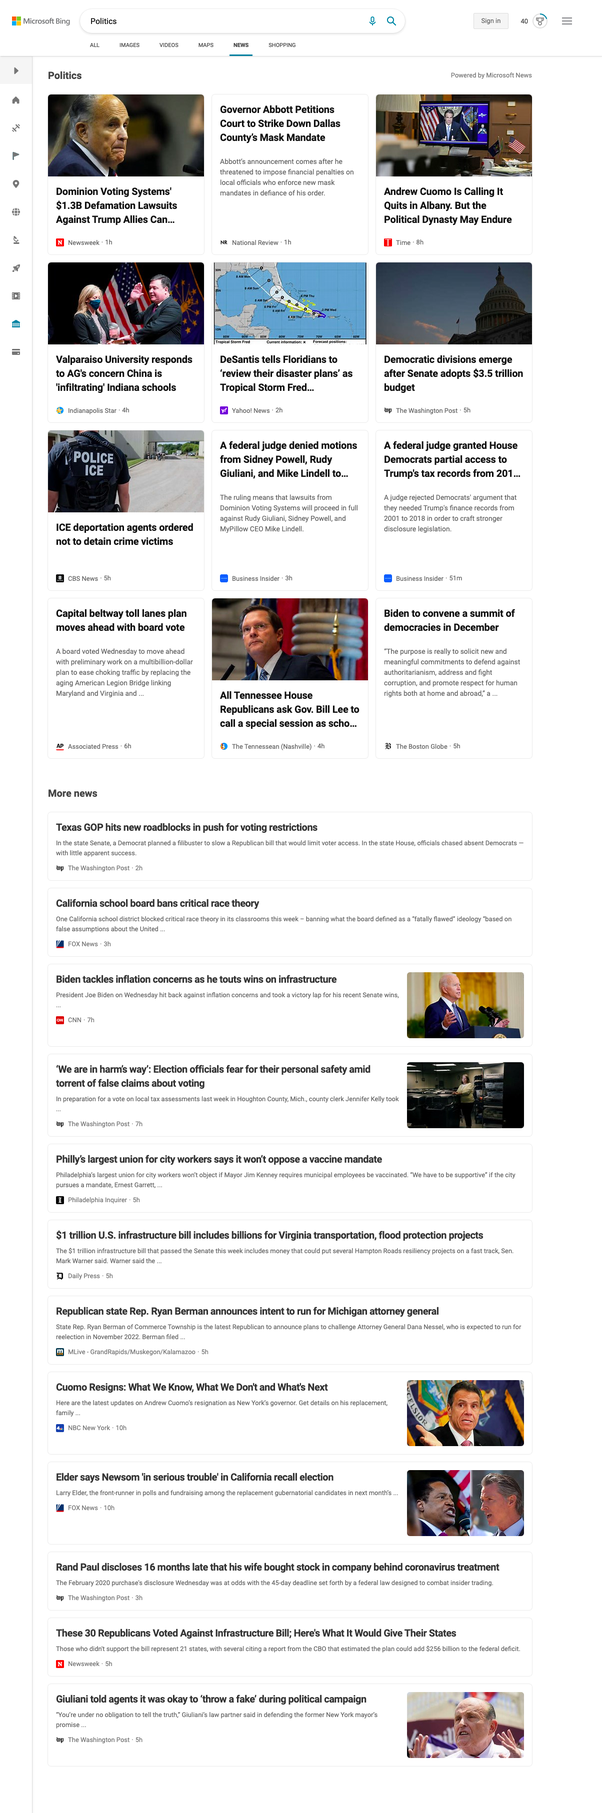 Microsoft Bing
Politics
Sign in
40
ALL IMAGES VIDEOS MAPS NEWS SHOPPING
Politics
Powered by Microsoft News
Dominion Voting Systems'
$1.3B Defamation Lawsuits
Against Trump Allies Can...
Newsweek · 1h
Governor Abbott Petitions
Court to Strike Down Dallas
County's Mask Mandate
Abbott's announcement comes after he
threatened to impose financial penalties on
local officials who enforce new mask
mandates in defiance of his order.
NR National Review · 1h
Andrew Cuomo Is Calling It
Quits in Albany. But the
Political Dynasty May Endure
Time · 8h
Valparaiso University responds
to AG's concern China is
'infiltrating' Indiana schools
Indianapolis Star · 4h
Tropical Storm Fred
Current information: x
Forecast positions:
DeSantis tells Floridians to
'review their disaster plans' as
Tropical Storm Fred...
Yahoo! News · 2h
Democratic divisions emerge
after Senate adopts $3.5 trillion
budget
wp The Washington Post · 5h
POLICE
ICE
ICE deportation agents ordered
not to detain crime victims
CBS News · 5h
A federal judge denied motions
from Sidney Powell, Rudy
Giuliani, and Mike Lindell to...
The ruling means that lawsuits from
Dominion Voting Systems will proceed in full
against Rudy Giuliani, Sidney Powell, and
MyPillow CEO Mike Lindell.
Business Insider · 3h
A federal judge granted House
Democrats partial access to
Trump's tax records from 201...
A judge rejected Democrats' argument that
they needed Trump's finance records from
2001 to 2018 in order to craft stronger
disclosure legislation.
Business Insider · 51m
Capital beltway toll lanes plan
moves ahead with board vote
A board voted Wednesday to move ahead
with preliminary work on a multibillion-dollar
plan to ease choking traffic by replacing the
aging American Legion Bridge linking
Maryland and Virginia and ...
AP Associated Press · 6h
All Tennessee House
Republicans ask Gov. Bill Lee to
call a special session as scho...
The Tennessean (Nashville) · 4h
Biden to convene a summit of
democracies in December
"The purpose is really to solicit new and
meaningful commitments to defend against
authoritarianism, address and fight
corruption, and promote respect for human
rights both at home and abroad," a ...
B The Boston Globe · 5h
More news
Texas GOP hits new roadblocks in push for voting restrictions
In the state Senate, a Democrat planned a filibuster to slow a Republican bill that would limit voter access. In the state House, officials chased absent Democrats —
with little apparent success.
wp The Washington Post · 2h
California school board bans critical race theory
One California school district blocked critical race theory in its classrooms this week – banning what the board defined as a "fatally flawed" ideology "based on
false assumptions about the United ...
FOX News · 3h
Biden tackles inflation concerns as he touts wins on infrastructure
President Joe Biden on Wednesday hit back against inflation concerns and took a victory lap for his recent Senate wins,
...
CNN CNN · 7h
'We are in harm's way': Election officials fear for their personal safety amid
torrent of false claims about voting
In preparation for a vote on local tax assessments last week in Houghton County, Mich., county clerk Jennifer Kelly took
...
wp The Washington Post · 7h
Philly's largest union for city workers says it won't oppose a vaccine mandate
Philadelphia's largest union for city workers won't object if Mayor Jim Kenney requires municipal employees be vaccinated. "We have to be supportive" if the city
pursues a mandate, Ernest Garrett, ...
Philadelphia Inquirer · 5h
$1 trillion U.S. infrastructure bill includes billions for Virginia transportation, flood protection projects
The $1 trillion infrastructure bill that passed the Senate this week includes money that could put several Hampton Roads resiliency projects on a fast track, Sen.
Mark Warner said. Warner said the ...
Daily Press · 5h
Republican state Rep. Ryan Berman announces intent to run for Michigan attorney general
State Rep. Ryan Berman of Commerce Township is the latest Republican to announce plans to challenge Attorney General Dana Nessel, who is expected to run for
reelection in November 2022. Berman filed ...
MLive - GrandRapids/Muskegon/Kalamazoo · 5h
Cuomo Resigns: What We Know, What We Don't and What's Next
Here are the latest updates on Andrew Cuomo's resignation as New York's governor. Get details on his replacement,
family ...
NBC New York · 10h
Elder says Newsom 'in serious trouble' in California recall election
Larry Elder, the front-runner in polls and fundraising among the replacement gubernatorial candidates in next month's ...
FOX News · 10h
Rand Paul discloses 16 months late that his wife bought stock in company behind coronavirus treatment
The February 2020 purchase's disclosure Wednesday was at odds with the 45-day deadline set forth by a federal law designed to combat insider trading.
wp The Washington Post · 3h
These 30 Republicans Voted Against Infrastructure Bill; Here's What It Would Give Their States
Those who didn't support the bill represent 21 states, with several citing a report from the CBO that estimated the plan could add $256 billion to the federal deficit.
N Newsweek · 5h
Giuliani told agents it was okay to 'throw a fake' during political campaign
"You're under no obligation to tell the truth," Giuliani's law partner said in defending the former New York mayor's
promise ...
wp The Washington Post · 5h